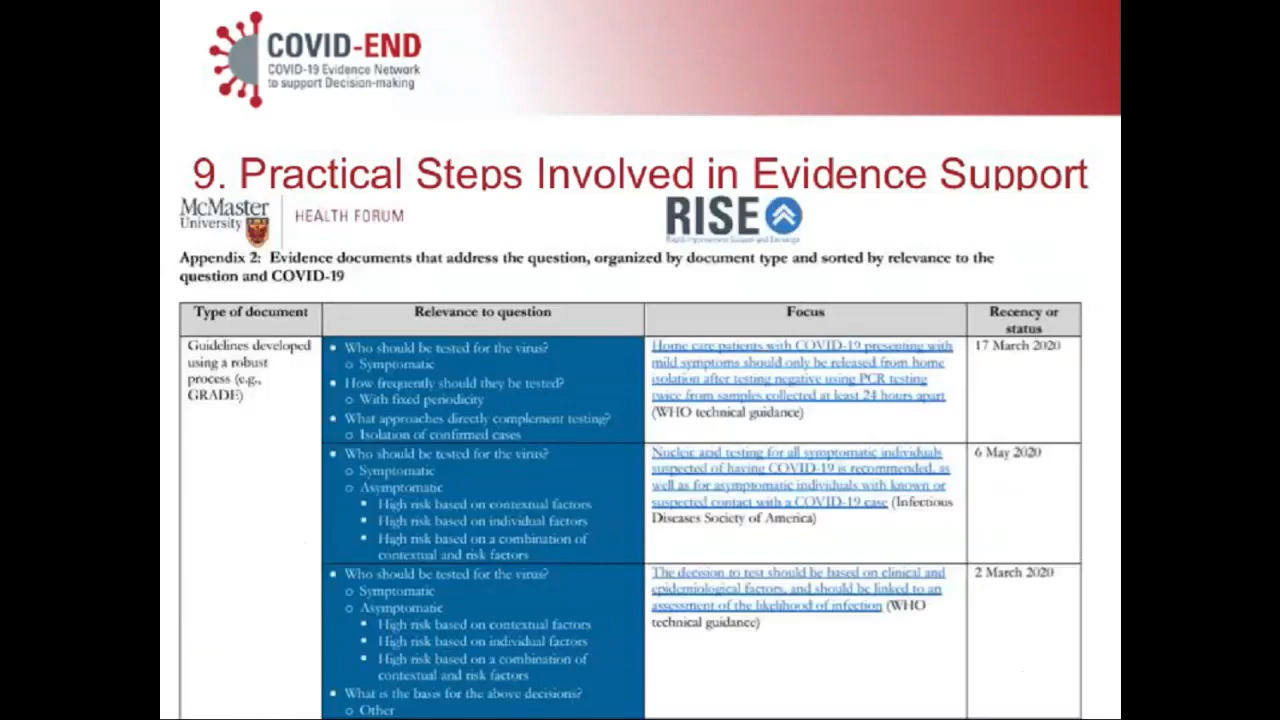 COVID-END
COVID-19 Evidence Network
to support Decision-making
9. Practical Steps Involved in Evidence Support
McMaster
University
HEALTH FORUM
RISE
Rapid-Improvement Support and Exchange
Appendix 2: Evidence documents that address the question, organized by document type and sorted by relevance to the
question and COVID-19
Type of document
Relevance to question
Focus
Recency or
status
Guidelines developed
using a robust
process (e.g.,
GRADE)
• Who should be tested for the virus?
o Symptomatic
• How frequently should they be tested?
o With fixed periodicity
• What approaches directly complement testing?
o Isolation of confirmed cases
Home care patients with COVID-19 presenting with
mild symptoms should only be released from home
isolation after testing negative using PCR testing
twice from samples collected at least 24 hours apart
(WHO technical guidance)
17 March 2020
• Who should be tested for the virus?
o Symptomatic
o Asymptomatic
▪ High risk based on contextual factors
▪ High risk based on individual factors
▪ High risk based on a combination of
contextual and risk factors
Nucleic acid testing for all symptomatic individuals
suspected of having COVID-19 is recommended, as
well as for asymptomatic individuals with known or
suspected contact with a COVID-19 case (Infectious
Diseases Society of America)
6 May 2020
• Who should be tested for the virus?
o Symptomatic
o Asymptomatic
▪ High risk based on contextual factors
▪ High risk based on individual factors
▪ High risk based on a combination of
contextual and risk factors
• What is the basis for the above decisions?
o Other
The decision to test should be based on clinical and
epidemiological factors, and should be linked to an
assessment of the likelihood of infection (WHO
technical guidance)
2 March 2020